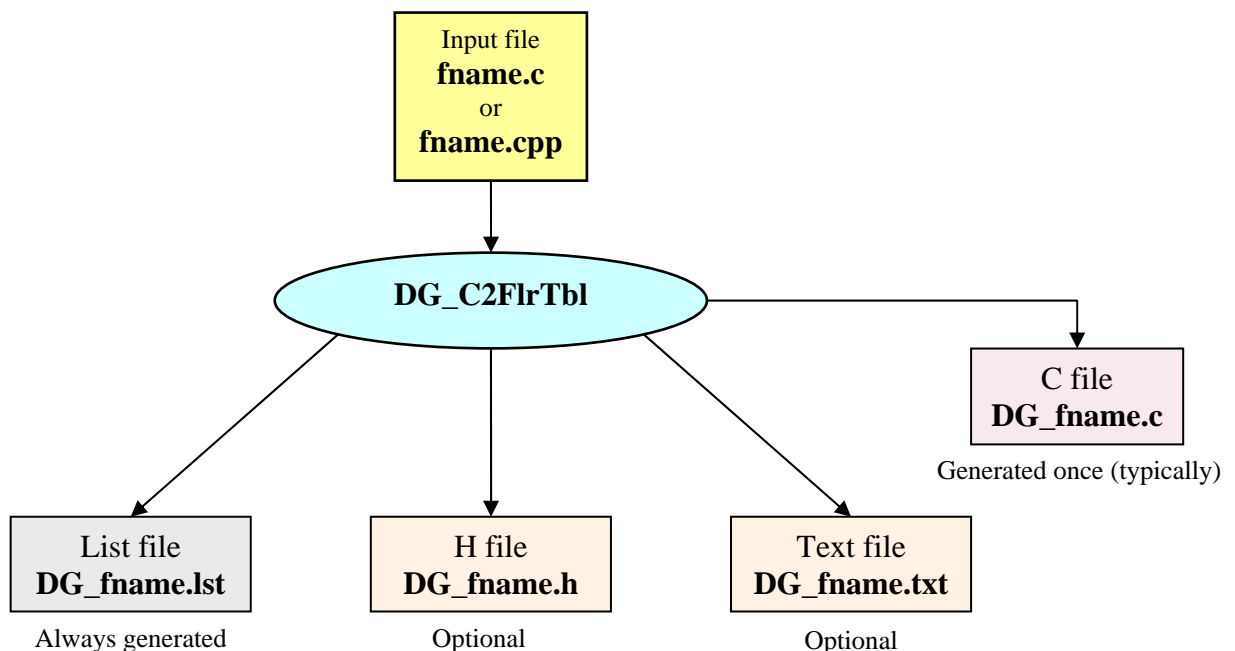 Input file
fname.c
or
fname.cpp
DG_C2FlrTbl
C file
DG_fname.c
Generated once (typically)
List file
DG_fname.lst
Always generated
H file
DG_fname.h
Optional
Text file
DG_fname.txt
Optional